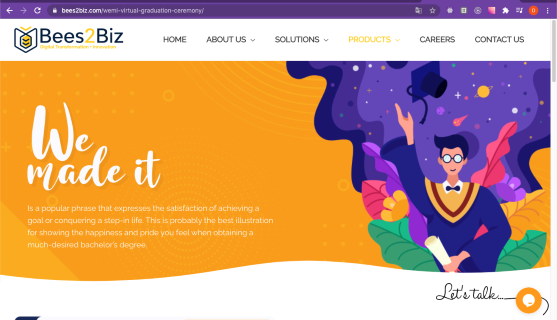 bees2biz.com/wemi-virtual-graduation-ceremony/
Bees2Biz
Digital Transformation | Innovation
HOME ABOUT US SOLUTIONS PRODUCTS CAREERS CONTACT US
We
made it
Is a popular phrase that expresses the satisfaction of achieving a
goal or conquering a step in life. This is probably the best illustration
for showing the happiness and pride you feel when obtaining a
much-desired bachelor's degree.
Let's talk